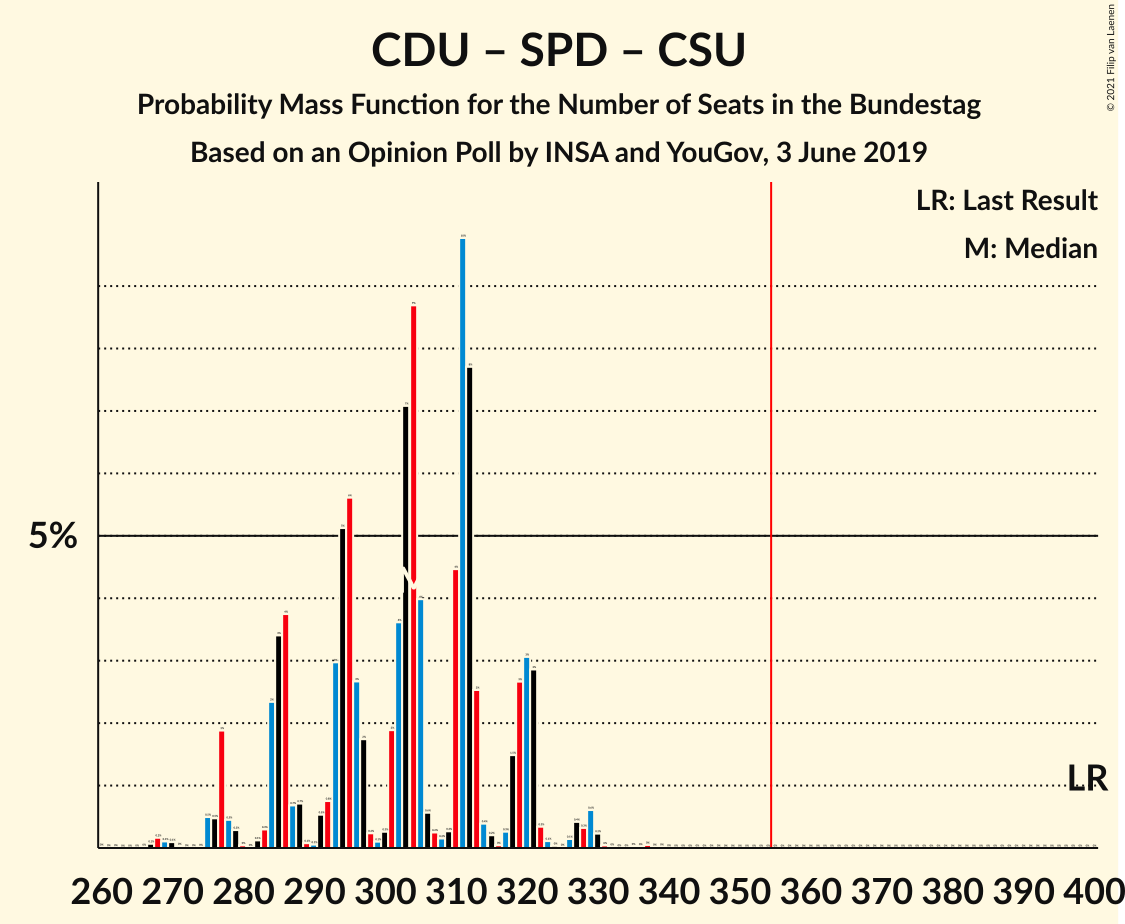 CDU – SPD – CSU
Probability Mass Function for the Number of Seats in the Bundestag
Based on an Opinion Poll by INSA and YouGov, 3 June 2019
© 2021 Filip van Laenen
LR: Last Result
M: Median
5%
M
LR
260 270 280 290 300 310 320 330 340 350 360 370 380 390 400